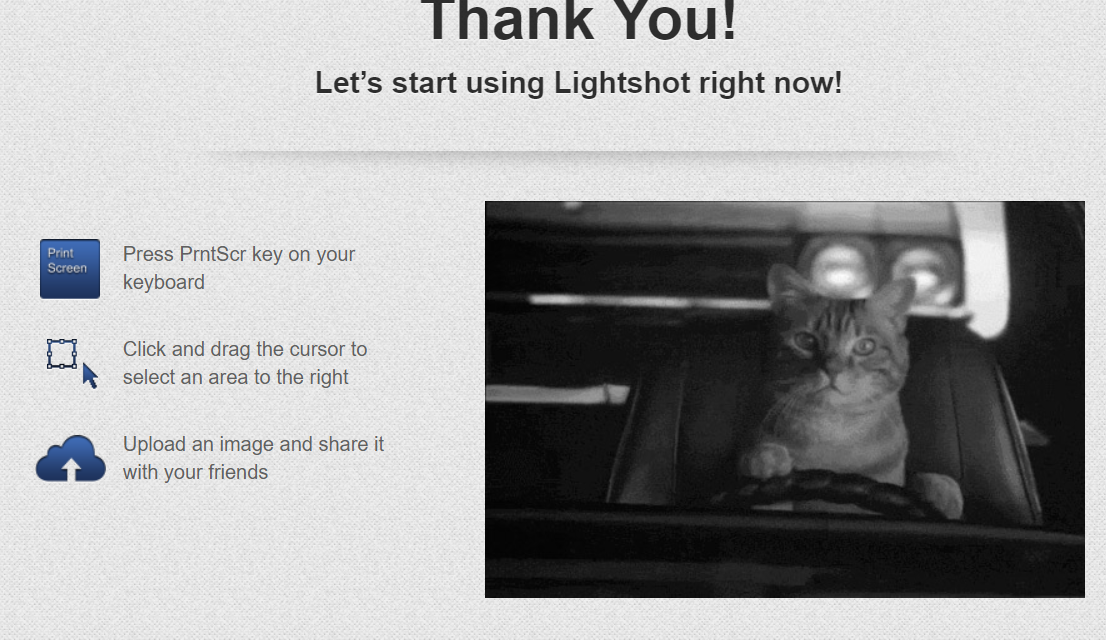 Thank You!
Let’s start using Lightshot right now!
Print
Screen
Press PrntScr key on your
keyboard
Click and drag the cursor to
select an area to the right
Upload an image and share it
with your friends